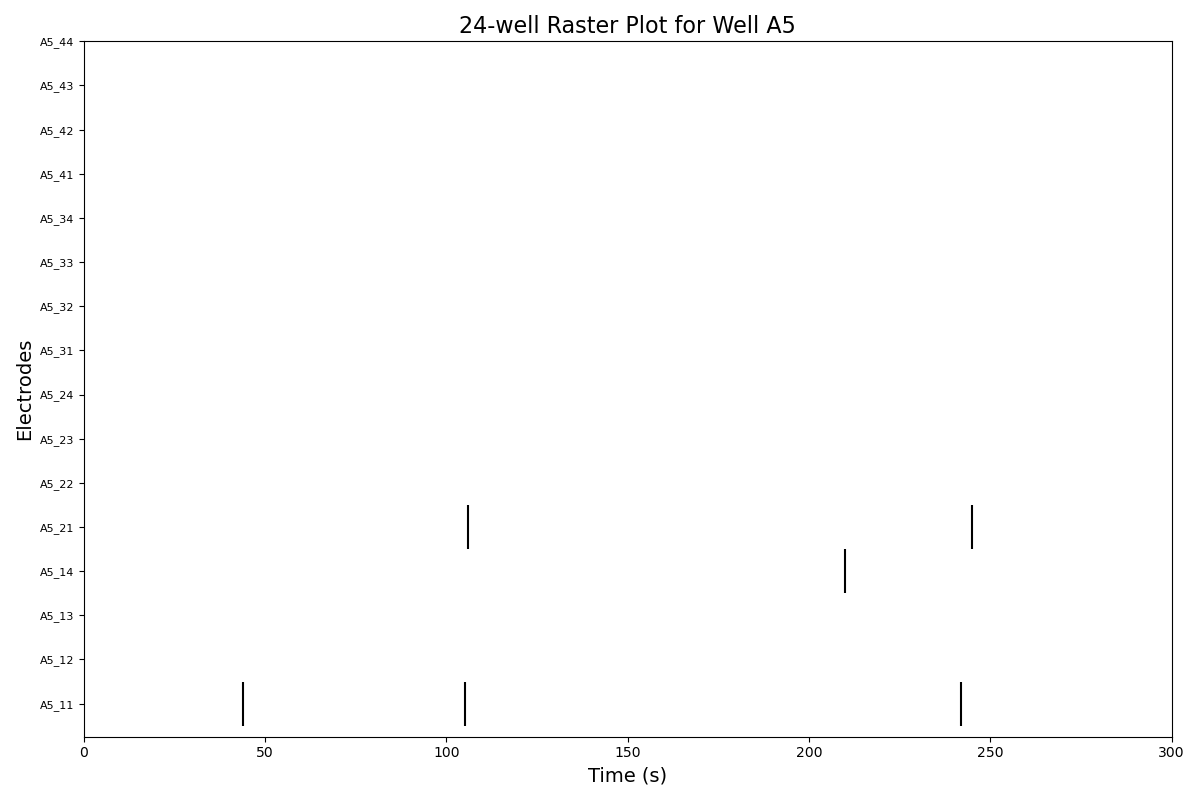 24-well Raster Plot for Well A5
Electrodes
A5_44
A5_43
A5_42
A5_41
A5_34
A5_33
A5_32
A5_31
A5_24
A5_23
A5_22
A5_21
A5_14
A5_13
A5_12
A5_11
0 50 100 150 200 250 300
Time (s)